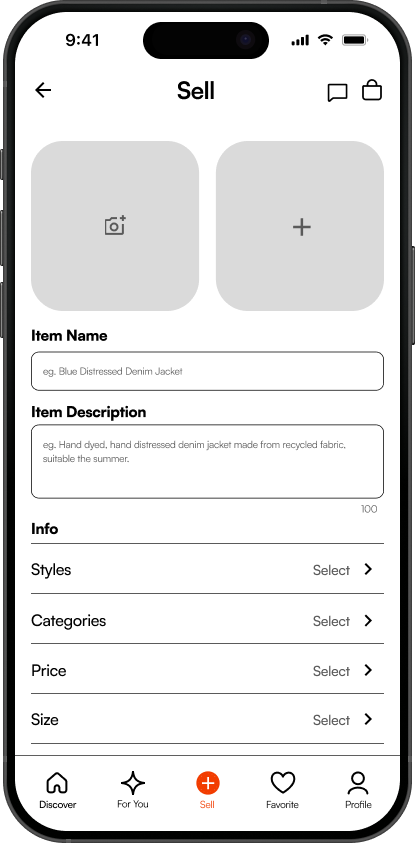 9:41
Sell
Item Name
eg. Blue Distressed Denim Jacket
Item Description
eg. Hand dyed, hand distressed denim jacket made from recycled fabric,
suitable the summer.
100
Info
Styles Select
Categories Select
Price Select
Size Select
Discover For You Sell Favorite Profile